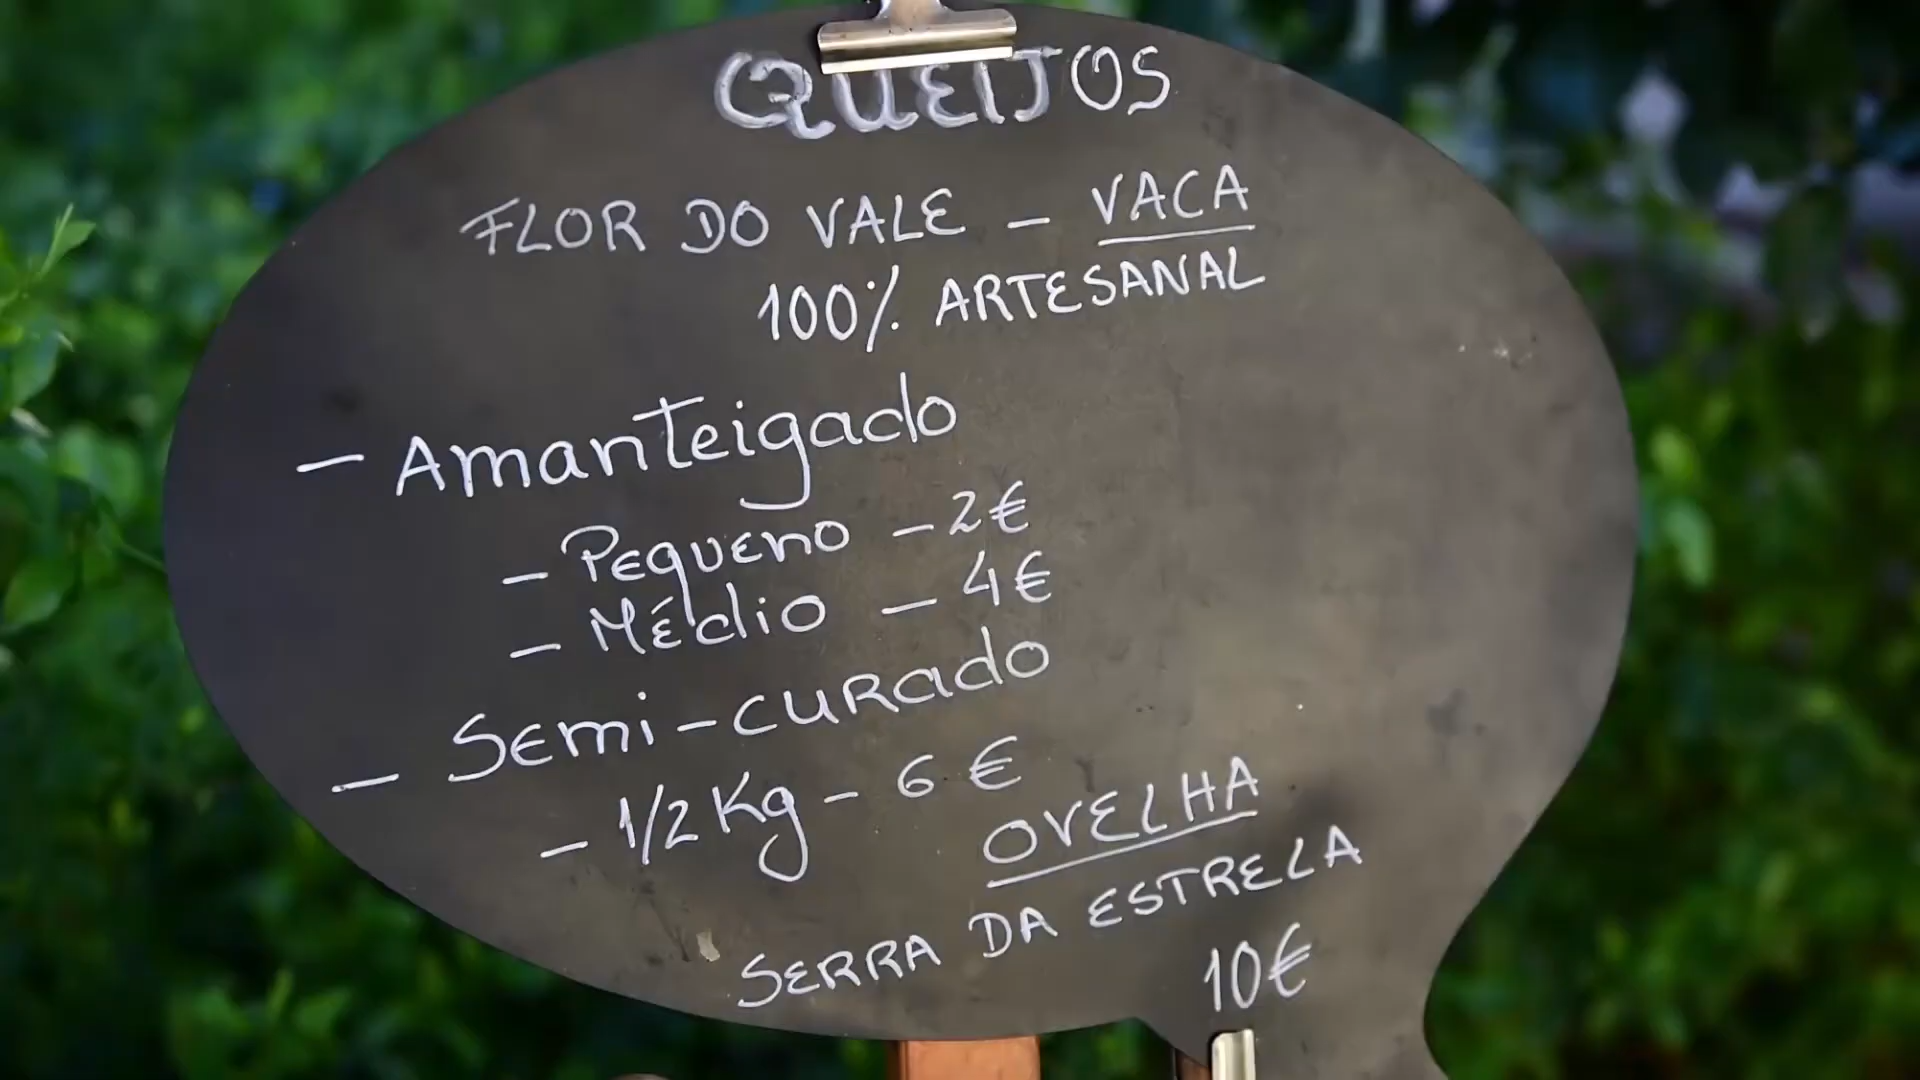 QUEIJOS
FLOR DO VALE - VACA
100% ARTESANAL
- Amanteigado
- Pequeno - 2€
- Médio - 4€
- Semi-curado
- 1/2 Kg - 6 €
OVELHA
SERRA DA ESTRELA
10€